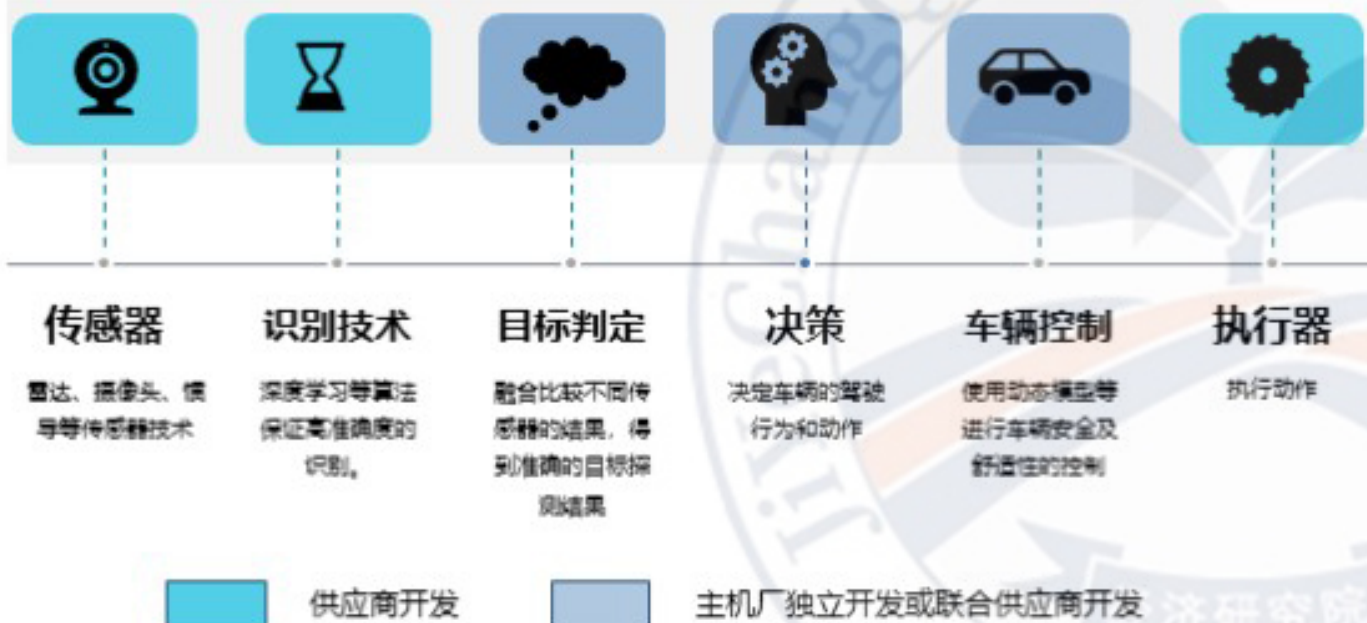 传感器
识别技术
目标判定
决策
车辆控制
执行器
雷达、摄像头、惯
导等传感器技术
深度学习等算法
保证高准确度的
识别。
融合比较不同传
感器的结果，得
到准确的目标探
测结果
决定车辆的驾驶
行为和动作
使用动态模型等
进行车辆安全及
舒适性的控制
执行动作
供应商开发
主机厂独立开发或联合供应商开发
济研究院